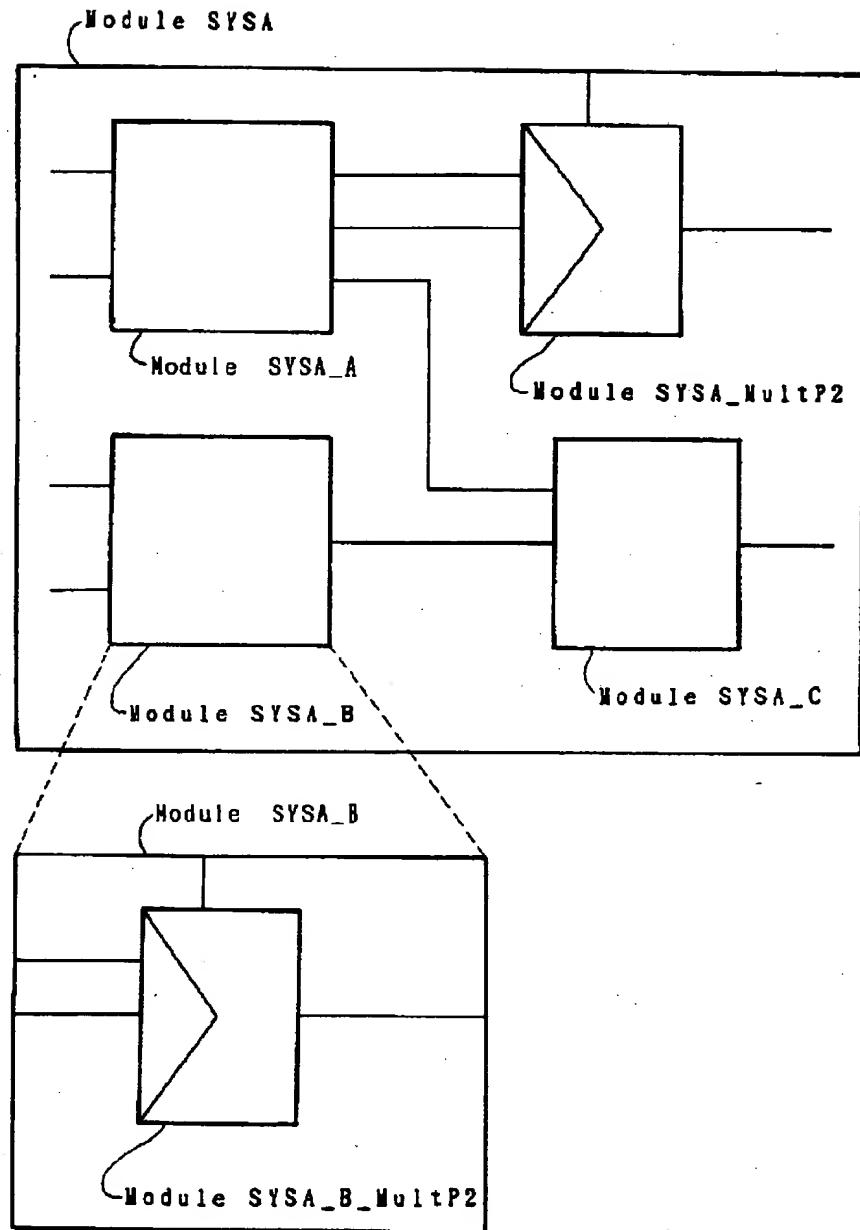 Module SYSA
Module SYSA_A
Module SYSA_MultP2
Module SYSA_B
Module SYSA_C
Module SYSA_B
Module SYSA_B_MultP2